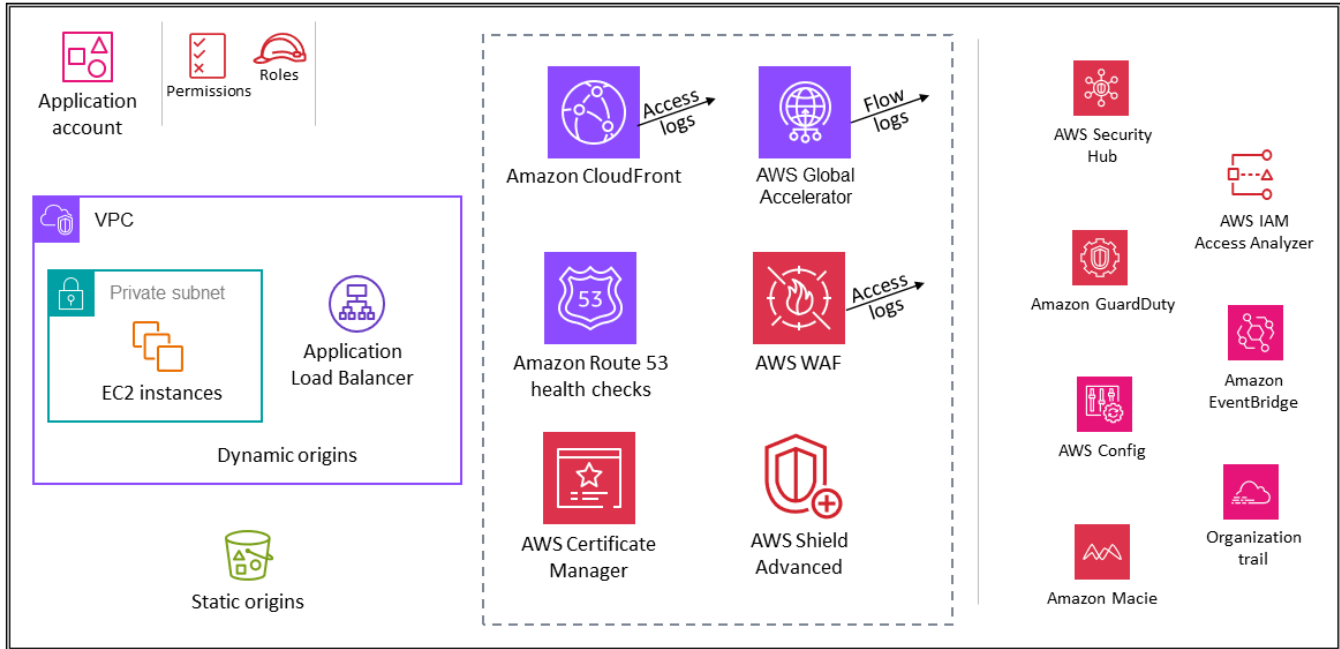 Application
account
Permissions
Roles
VPC
Private subnet
EC2 instances
Application
Load Balancer
Dynamic origins
Static origins
Access
logs
Amazon CloudFront
Flow
logs
AWS Global
Accelerator
53
Amazon Route 53
health checks
Access
logs
AWS WAF
AWS Certificate
Manager
AWS Shield
Advanced
AWS Security
Hub
AWS IAM
Access Analyzer
Amazon GuardDuty
Amazon
EventBridge
AWS Config
Organization
trail
Amazon Macie